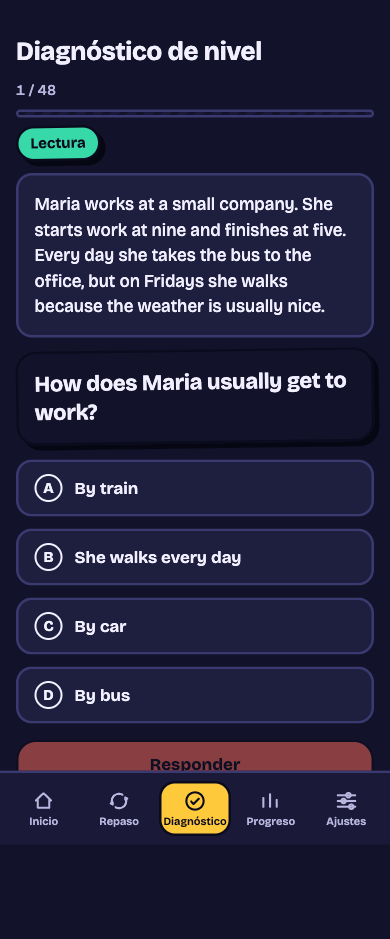 Diagnóstico de nivel
1 / 48
Lectura
Maria works at a small company. She
starts work at nine and finishes at five.
Every day she takes the bus to the
office, but on Fridays she walks
because the weather is usually nice.
How does Maria usually get to
work?
A By train
B She walks every day
C By car
D By bus
Responder
Inicio Repaso Diagnóstico Progreso Ajustes